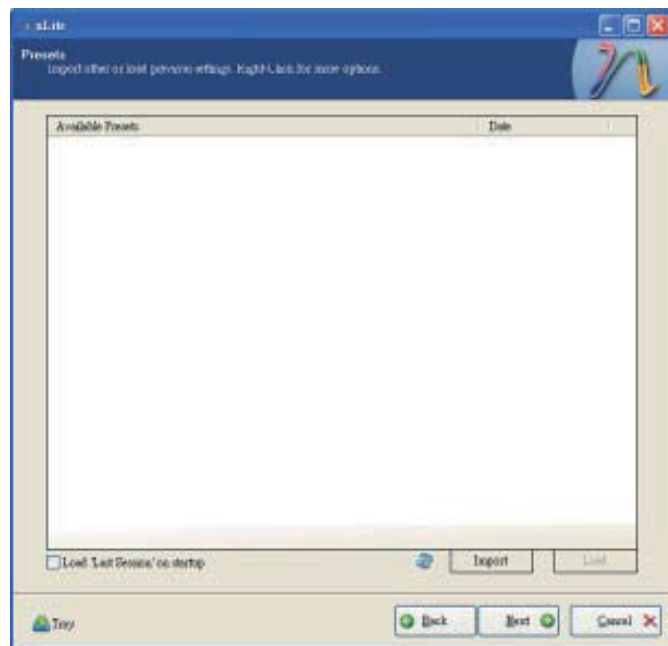 nLite
Presets
Import other or load previous settings. Right-Click for more options.
Available Presets Date
Load 'Last Session' on startup
Import Load
Tray
Back Next Cancel